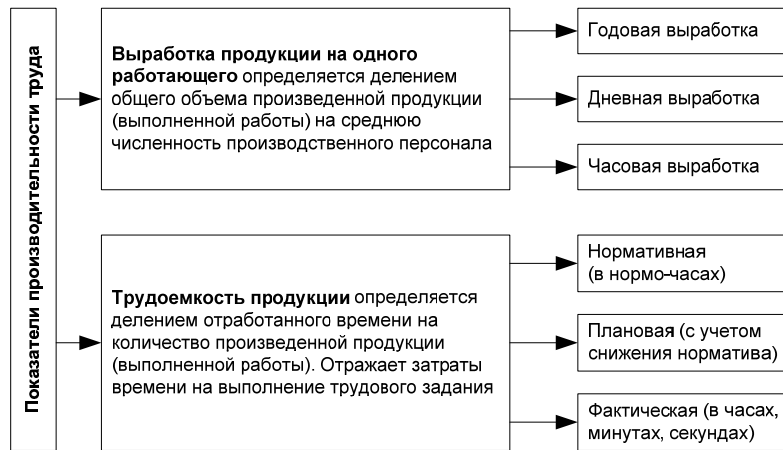 Показатели производительности труда
Выработка продукции на одного
работающего определяется делением
общего объема произведенной продукции
(выполненной работы) на среднюю
численность производственного персонала
Годовая выработка
Дневная выработка
Часовая выработка
Трудоемкость продукции определяется
делением отработанного времени на
количество произведенной продукции
(выполненной работы). Отражает затраты
времени на выполнение трудового задания
Нормативная
(в нормо-часах)
Плановая (с учетом
снижения норматива)
Фактическая (в часах,
минутах, секундах)